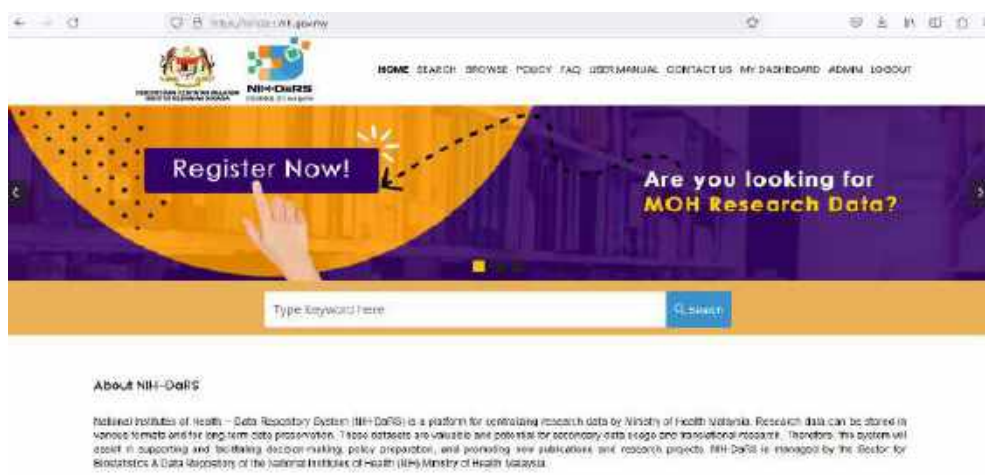 nih.gov.my
NIH-DaRS
HOME SEARCH BROWSE POLICY FAQ USER MANUAL CONTACT US MY DASHBOARD ADMIN LOGOUT
Register Now!
Are you looking for
MOH Research Data?
Type Keyword here
Search
About NIH-DaRS
National Institutes of Health – Data Repository System (NIH-DaRS) is a platform for centralizing research data by Ministry of Health Malaysia. Research data can be stored in
various formats and for long-term data preservation. These datasets are valuable and potential for secondary data usage and translational research. Therefore, this system will
assist in supporting and facilitating decision-making, policy preparation, and promoting new publications and research projects. NIH-DaRS is managed by the Sector for
Biostatistics & Data Repository of the National Institutes of Health (NIH) Ministry of Health Malaysia.